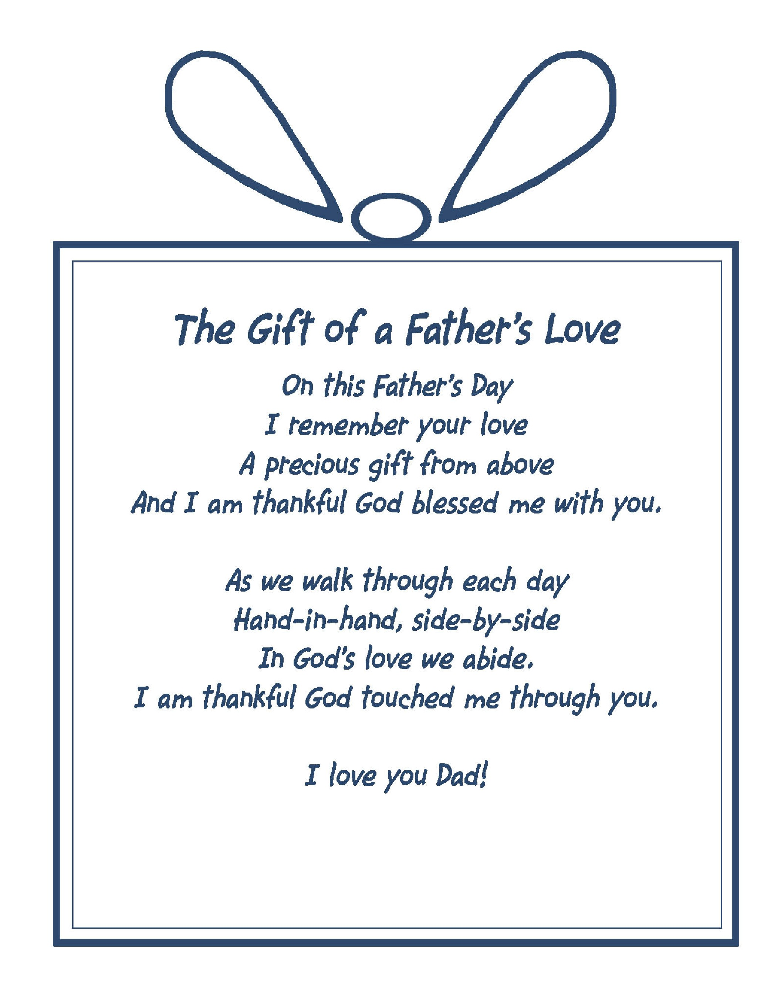 The Gift of a Father's Love
On this Father's Day
I remember your love
A precious gift from above
And I am thankful God blessed me with you.
As we walk through each day
Hand-in-hand, side-by-side
In God's love we abide.
I am thankful God touched me through you.
I love you Dad!